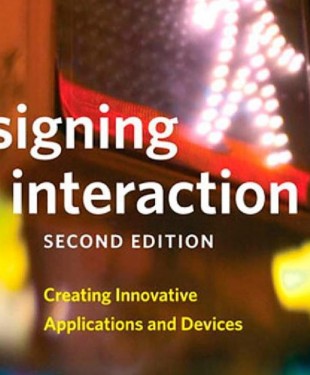 signing
interaction
SECOND EDITION
Creating Innovative
Applications and Devices